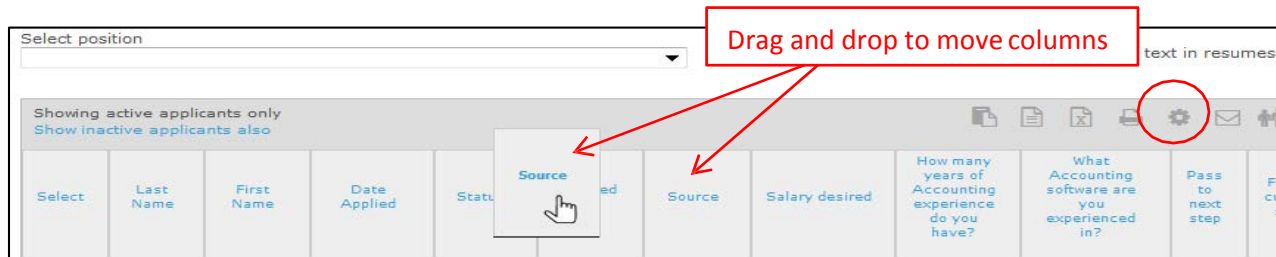 Select position
Drag and drop to move columns
text in resumes
Showing active applicants only
Show inactive applicants also
Select
Last
Name
First
Name
Date
Applied
Statu
Source
ed
Source
Salary desired
How many
years of
Accounting
experience
do you
have?
What
Accounting
software are
you
experienced
in?
Pass
to
next
step